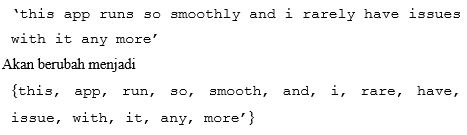 ‘this app runs so smoothly and i rarely have issues
with it any more’
Akan berubah menjadi
{this, app, run, so, smooth, and, i, rare, have,
issue, with, it, any, more’}